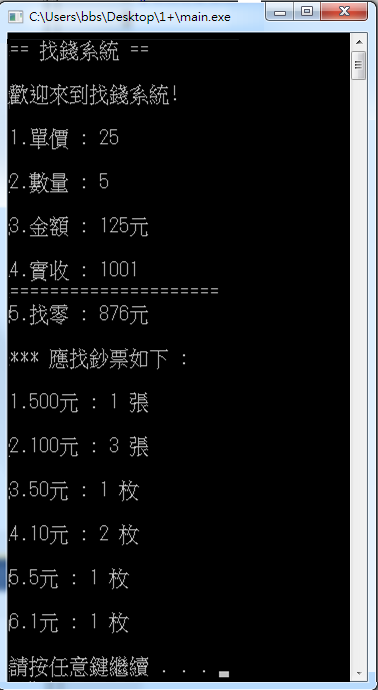 C:\Users\bbs\Desktop\1+\main.exe
== 找錢系統 ==
歡迎來到找錢系統!
1.單價 : 25
2.數量 : 5
3.金額 : 125元
4.實收 : 1001
=====================
5.找零 : 876元
*** 應找鈔票如下 :
1.500元 : 1 張
2.100元 : 3 張
3.50元 : 1 枚
4.10元 : 2 枚
5.5元 : 1 枚
6.1元 : 1 枚
請按任意鍵繼續 . . .